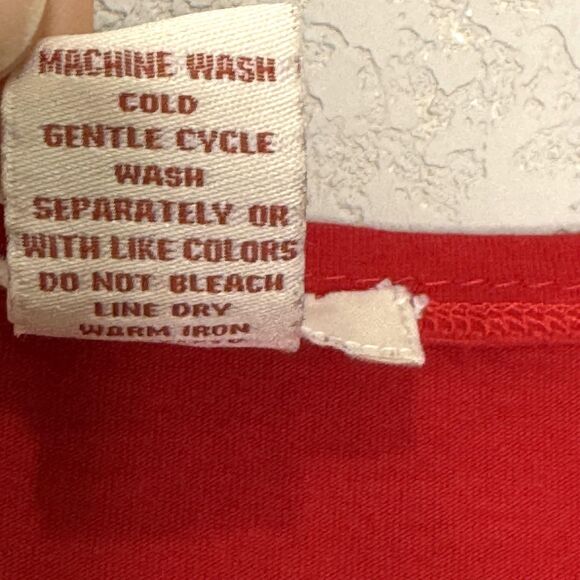 MACHINE WASH
COLD
GENTLE CYCLE
WASH
SEPARATELY OR
WITH LIKE COLORS
DO NOT BLEACH
LINE DRY
WARM IRON